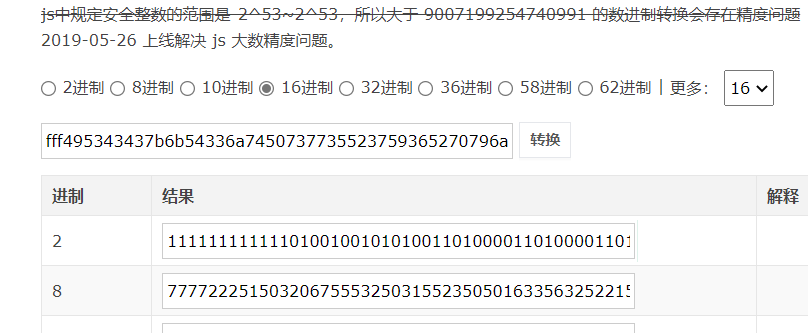 js中规定安全整数的范围是 2^53~2^53，所以大于 9007199254740991 的数进制转换会存在精度问题
2019-05-26 上线解决 js 大数精度问题。
2进制 8进制 10进制 16进制 32进制 36进制 58进制 62进制 | 更多： 16
fff495343437b6b54336a7450737735523759365270796a 转换
进制 结果 解释
2 1111111111110100100101010011010000110100001101
8 7777222515032067555325031552350501633563252215